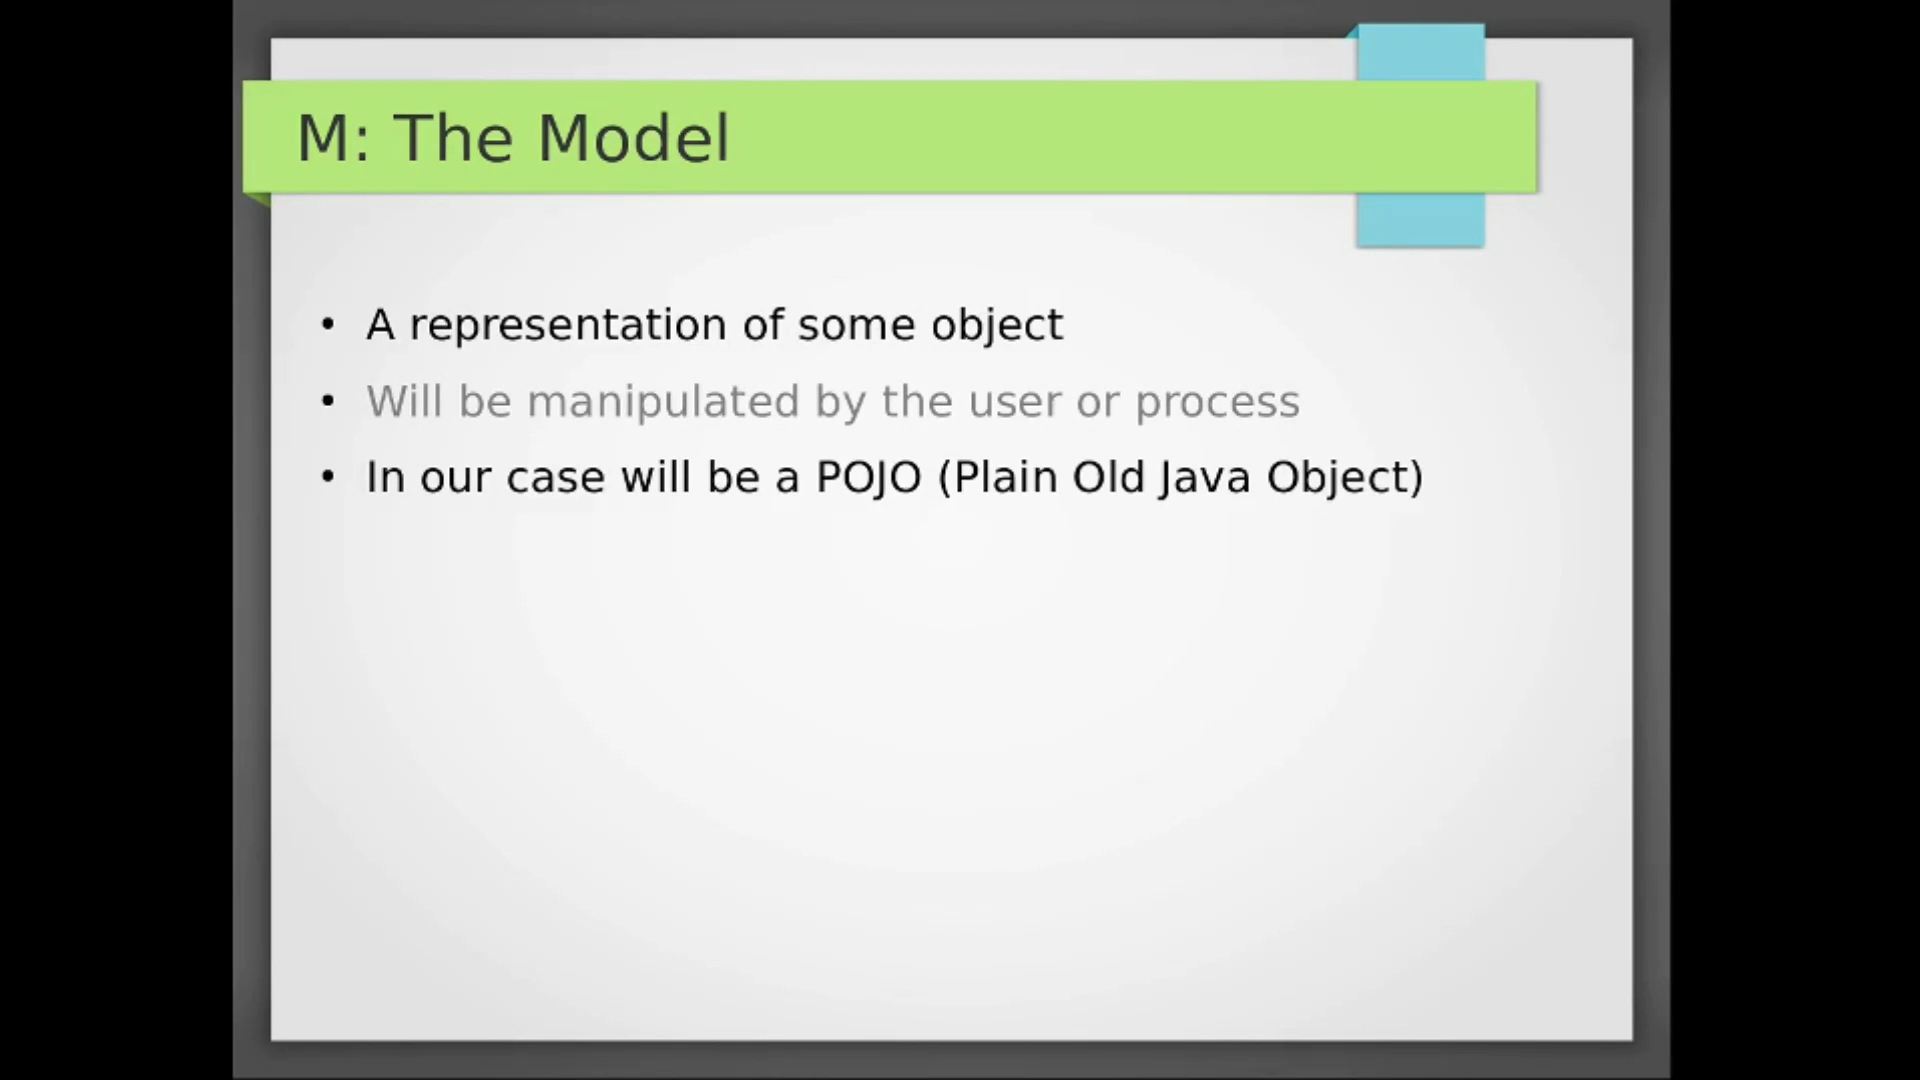 M: The Model
• A representation of some object
• Will be manipulated by the user or process
• In our case will be a POJO (Plain Old Java Object)